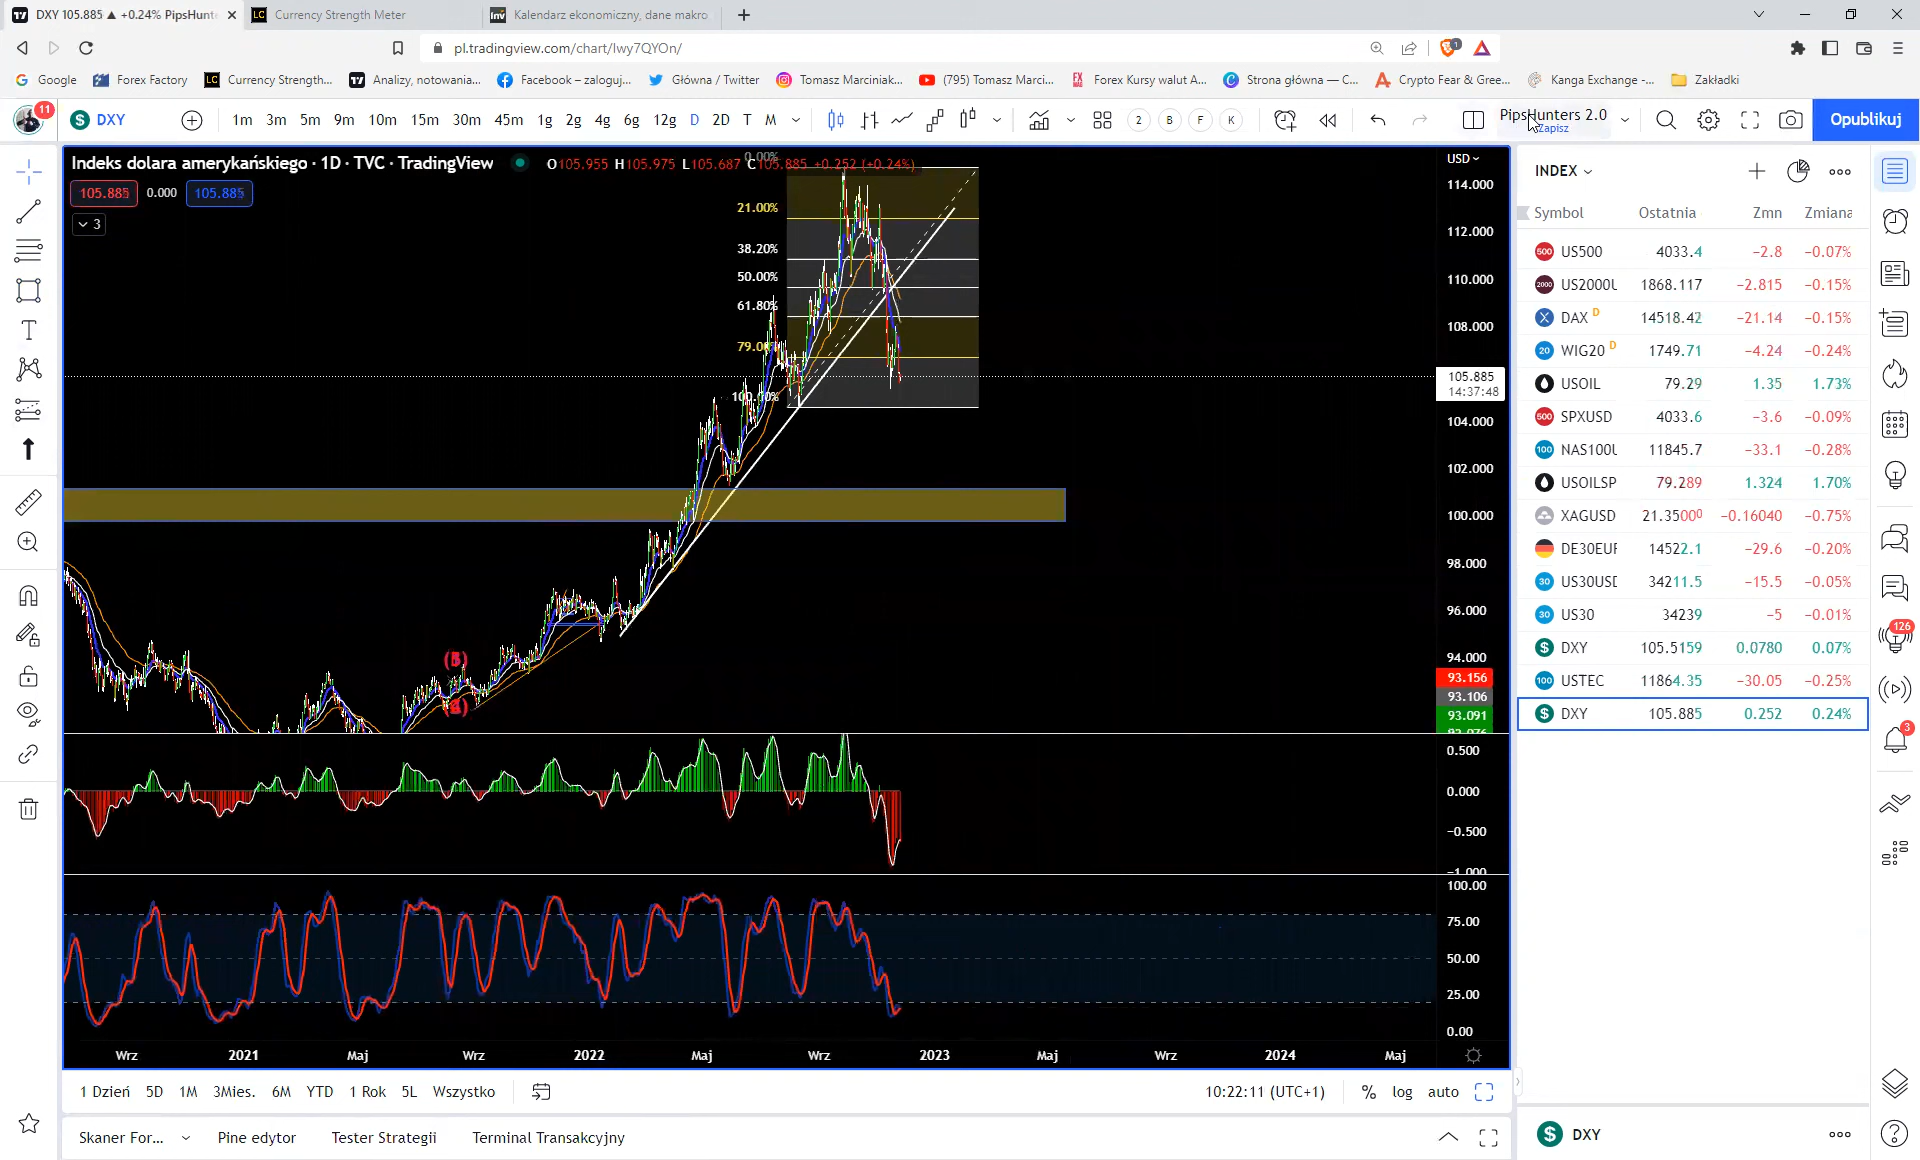 DXY 105.885 ▲ +0.24% PipsHunt
Currency Strength Meter
Kalendarz ekonomiczny, dane makro
pl.tradingview.com/chart/Iwy7QYOn/
Google
Forex Factory
Currency Strength...
Analizy, notowania...
Facebook – zaloguj...
Główna / Twitter
Tomasz Marciniak...
(795) Tomasz Marci...
Forex Kursy walut A...
Strona główna — C...
Crypto Fear & Gree...
Kanga Exchange -...
Zakładki
11
DXY
1m 3m 5m 9m 10m 15m 30m 45m 1g 2g 4g 6g 12g D 2D T M
2 B F K
PipsHunters 2.0
Zapisz
Opublikuj
Indeks dolara amerykańskiego · 1D · TVC · TradingView
O105.955 H105.975 L105.687 C105.885 +0.252 (+0.24%)
105.885 0.000 105.885
3
0.00%
21.00%
38.20%
50.00%
61.80%
79.00%
100.00%
USD
114.000
112.000
110.000
108.000
105.885
14:37:48
104.000
102.000
100.000
98.000
96.000
94.000
93.156
93.106
93.091
0.500
0.000
−0.500
−1.000
100.00
75.00
50.00
25.00
0.00
Wrz 2021 Maj Wrz 2022 Maj Wrz 2023 Maj Wrz 2024 Maj
1 Dzień 5D 1M 3Mies. 6M YTD 1 Rok 5L Wszystko
10:22:11 (UTC+1) % log auto
Skaner For... Pine edytor Tester Strategii Terminal Transakcyjny
INDEX
Symbol Ostatnia Zmn Zmiana
US500 4033.4 −2.8 −0.07%
US2000U 1868.117 −2.815 −0.15%
DAX D 14518.42 −21.14 −0.15%
WIG20 D 1749.71 −4.24 −0.24%
USOIL 79.29 1.35 1.73%
SPXUSD 4033.6 −3.6 −0.09%
NAS100U 11845.7 −33.1 −0.28%
USOILSP 79.289 1.324 1.70%
XAGUSD 21.35000 −0.16040 −0.75%
DE30EUR 14522.1 −29.6 −0.20%
US30USD 34211.5 −15.5 −0.05%
US30 34239 −5 −0.01%
DXY 105.5159 0.0780 0.07%
USTEC 11864.35 −30.05 −0.25%
DXY 105.885 0.252 0.24%
DXY
126
3